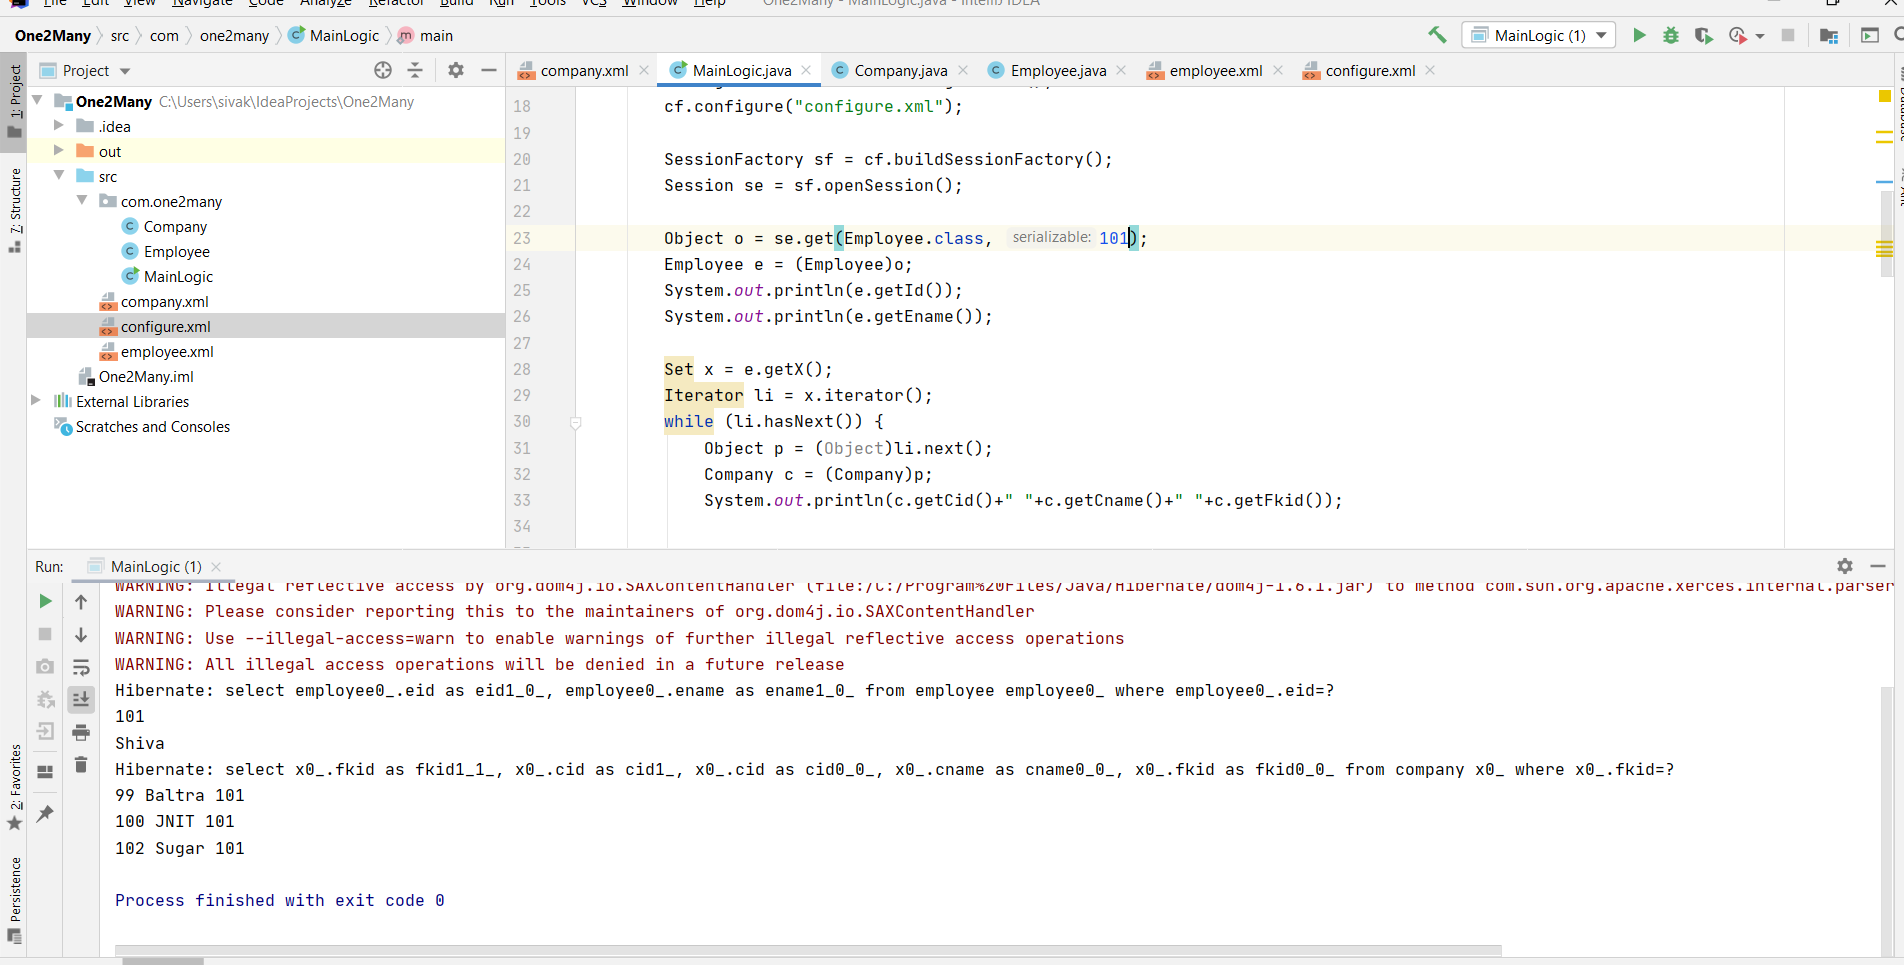 File Edit View Navigate Code Analyze Refactor Build Run Tools VCS Window Help One2Many - MainLogic.java - IntelliJ IDEA
One2Many src com one2many MainLogic main MainLogic (1)
Project company.xml MainLogic.java Company.java Employee.java employee.xml configure.xml
1: Project
7: Structure
2: Favorites
Persistence
Database
Ant
One2Many C:\Users\sivak\IdeaProjects\One2Many
.idea
out
src
com.one2many
Company
Employee
MainLogic
company.xml
configure.xml
employee.xml
One2Many.iml
External Libraries
Scratches and Consoles
18 cf.configure("configure.xml");
19
20 SessionFactory sf = cf.buildSessionFactory();
21 Session se = sf.openSession();
22
23 Object o = se.get(Employee.class, serializable: 101);
24 Employee e = (Employee)o;
25 System.out.println(e.getId());
26 System.out.println(e.getEname());
27
28 Set x = e.getX();
29 Iterator li = x.iterator();
30 while (li.hasNext()) {
31 Object p = (Object)li.next();
32 Company c = (Company)p;
33 System.out.println(c.getCid()+" "+c.getCname()+" "+c.getFkid());
34
Run: MainLogic (1)
WARNING: Illegal reflective access by org.dom4j.io.SAXContentHandler (file:/C:/Program%20Files/Java/Hibernate/dom4j-1.6.1.jar) to method com.sun.org.apache.xerces.internal.parser
WARNING: Please consider reporting this to the maintainers of org.dom4j.io.SAXContentHandler
WARNING: Use --illegal-access=warn to enable warnings of further illegal reflective access operations
WARNING: All illegal access operations will be denied in a future release
Hibernate: select employee0_.eid as eid1_0_, employee0_.ename as ename1_0_ from employee employee0_ where employee0_.eid=?
101
Shiva
Hibernate: select x0_.fkid as fkid1_1_, x0_.cid as cid1_, x0_.cid as cid0_0_, x0_.cname as cname0_0_, x0_.fkid as fkid0_0_ from company x0_ where x0_.fkid=?
99 Baltra 101
100 JNIT 101
102 Sugar 101
Process finished with exit code 0